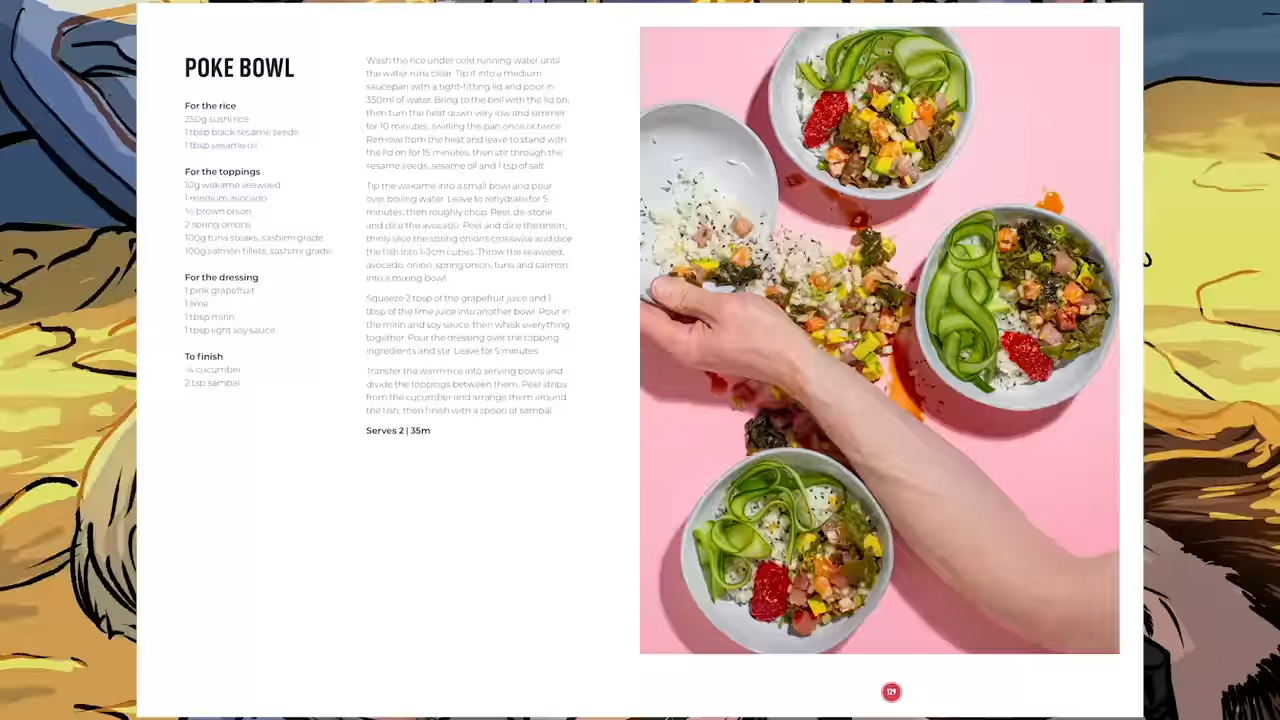 POKE BOWL
For the rice
250g sushi rice
1 tbsp black sesame seeds
1 tbsp sesame oil
For the toppings
10g wakame seaweed
1 medium avocado
½ brown onion
2 spring onions
100g tuna steaks, sashimi grade
100g salmon fillets, sashimi grade
For the dressing
1 pink grapefruit
1 lime
1 tbsp mirin
1 tbsp light soy sauce
To finish
¼ cucumber
2 tsp sambal
Wash the rice under cold running water until
the water runs clear. Tip it into a medium
saucepan with a tight-fitting lid and pour in
350ml of water. Bring to the boil with the lid on,
then turn the heat down very low and simmer
for 10 minutes, swirling the pan once or twice.
Remove from the heat and leave to stand with
the lid on for 15 minutes, then stir through the
sesame seeds, sesame oil and 1 tsp of salt.
Tip the wakame into a small bowl and pour
over boiling water. Leave to rehydrate for 5
minutes, then roughly chop. Peel, de-stone
and dice the avocado. Peel and dice the onion,
thinly slice the spring onions crosswise and dice
the fish into 1-2cm cubes. Throw the seaweed,
avocado, onion, spring onion, tuna and salmon
into a mixing bowl.
Squeeze 2 tbsp of the grapefruit juice and 1
tbsp of the lime juice into another bowl. Pour in
the mirin and soy sauce, then whisk everything
together. Pour the dressing over the topping
ingredients and stir. Leave for 5 minutes.
Transfer the warm rice into serving bowls and
divide the toppings between them. Peel strips
from the cucumber and arrange them around
the fish, then finish with a spoon of sambal.
Serves 2 | 35m
129